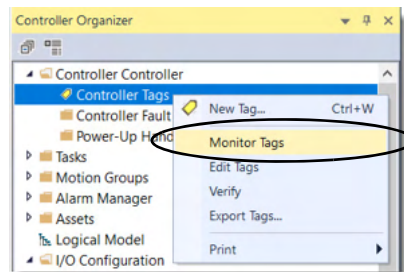 Controller Organizer
Controller Controller
Controller Tags
Controller Fault
Power-Up Hand
Tasks
Motion Groups
Alarm Manager
Assets
Logical Model
I/O Configuration
New Tag... Ctrl+W
Monitor Tags
Edit Tags
Verify
Export Tags...
Print